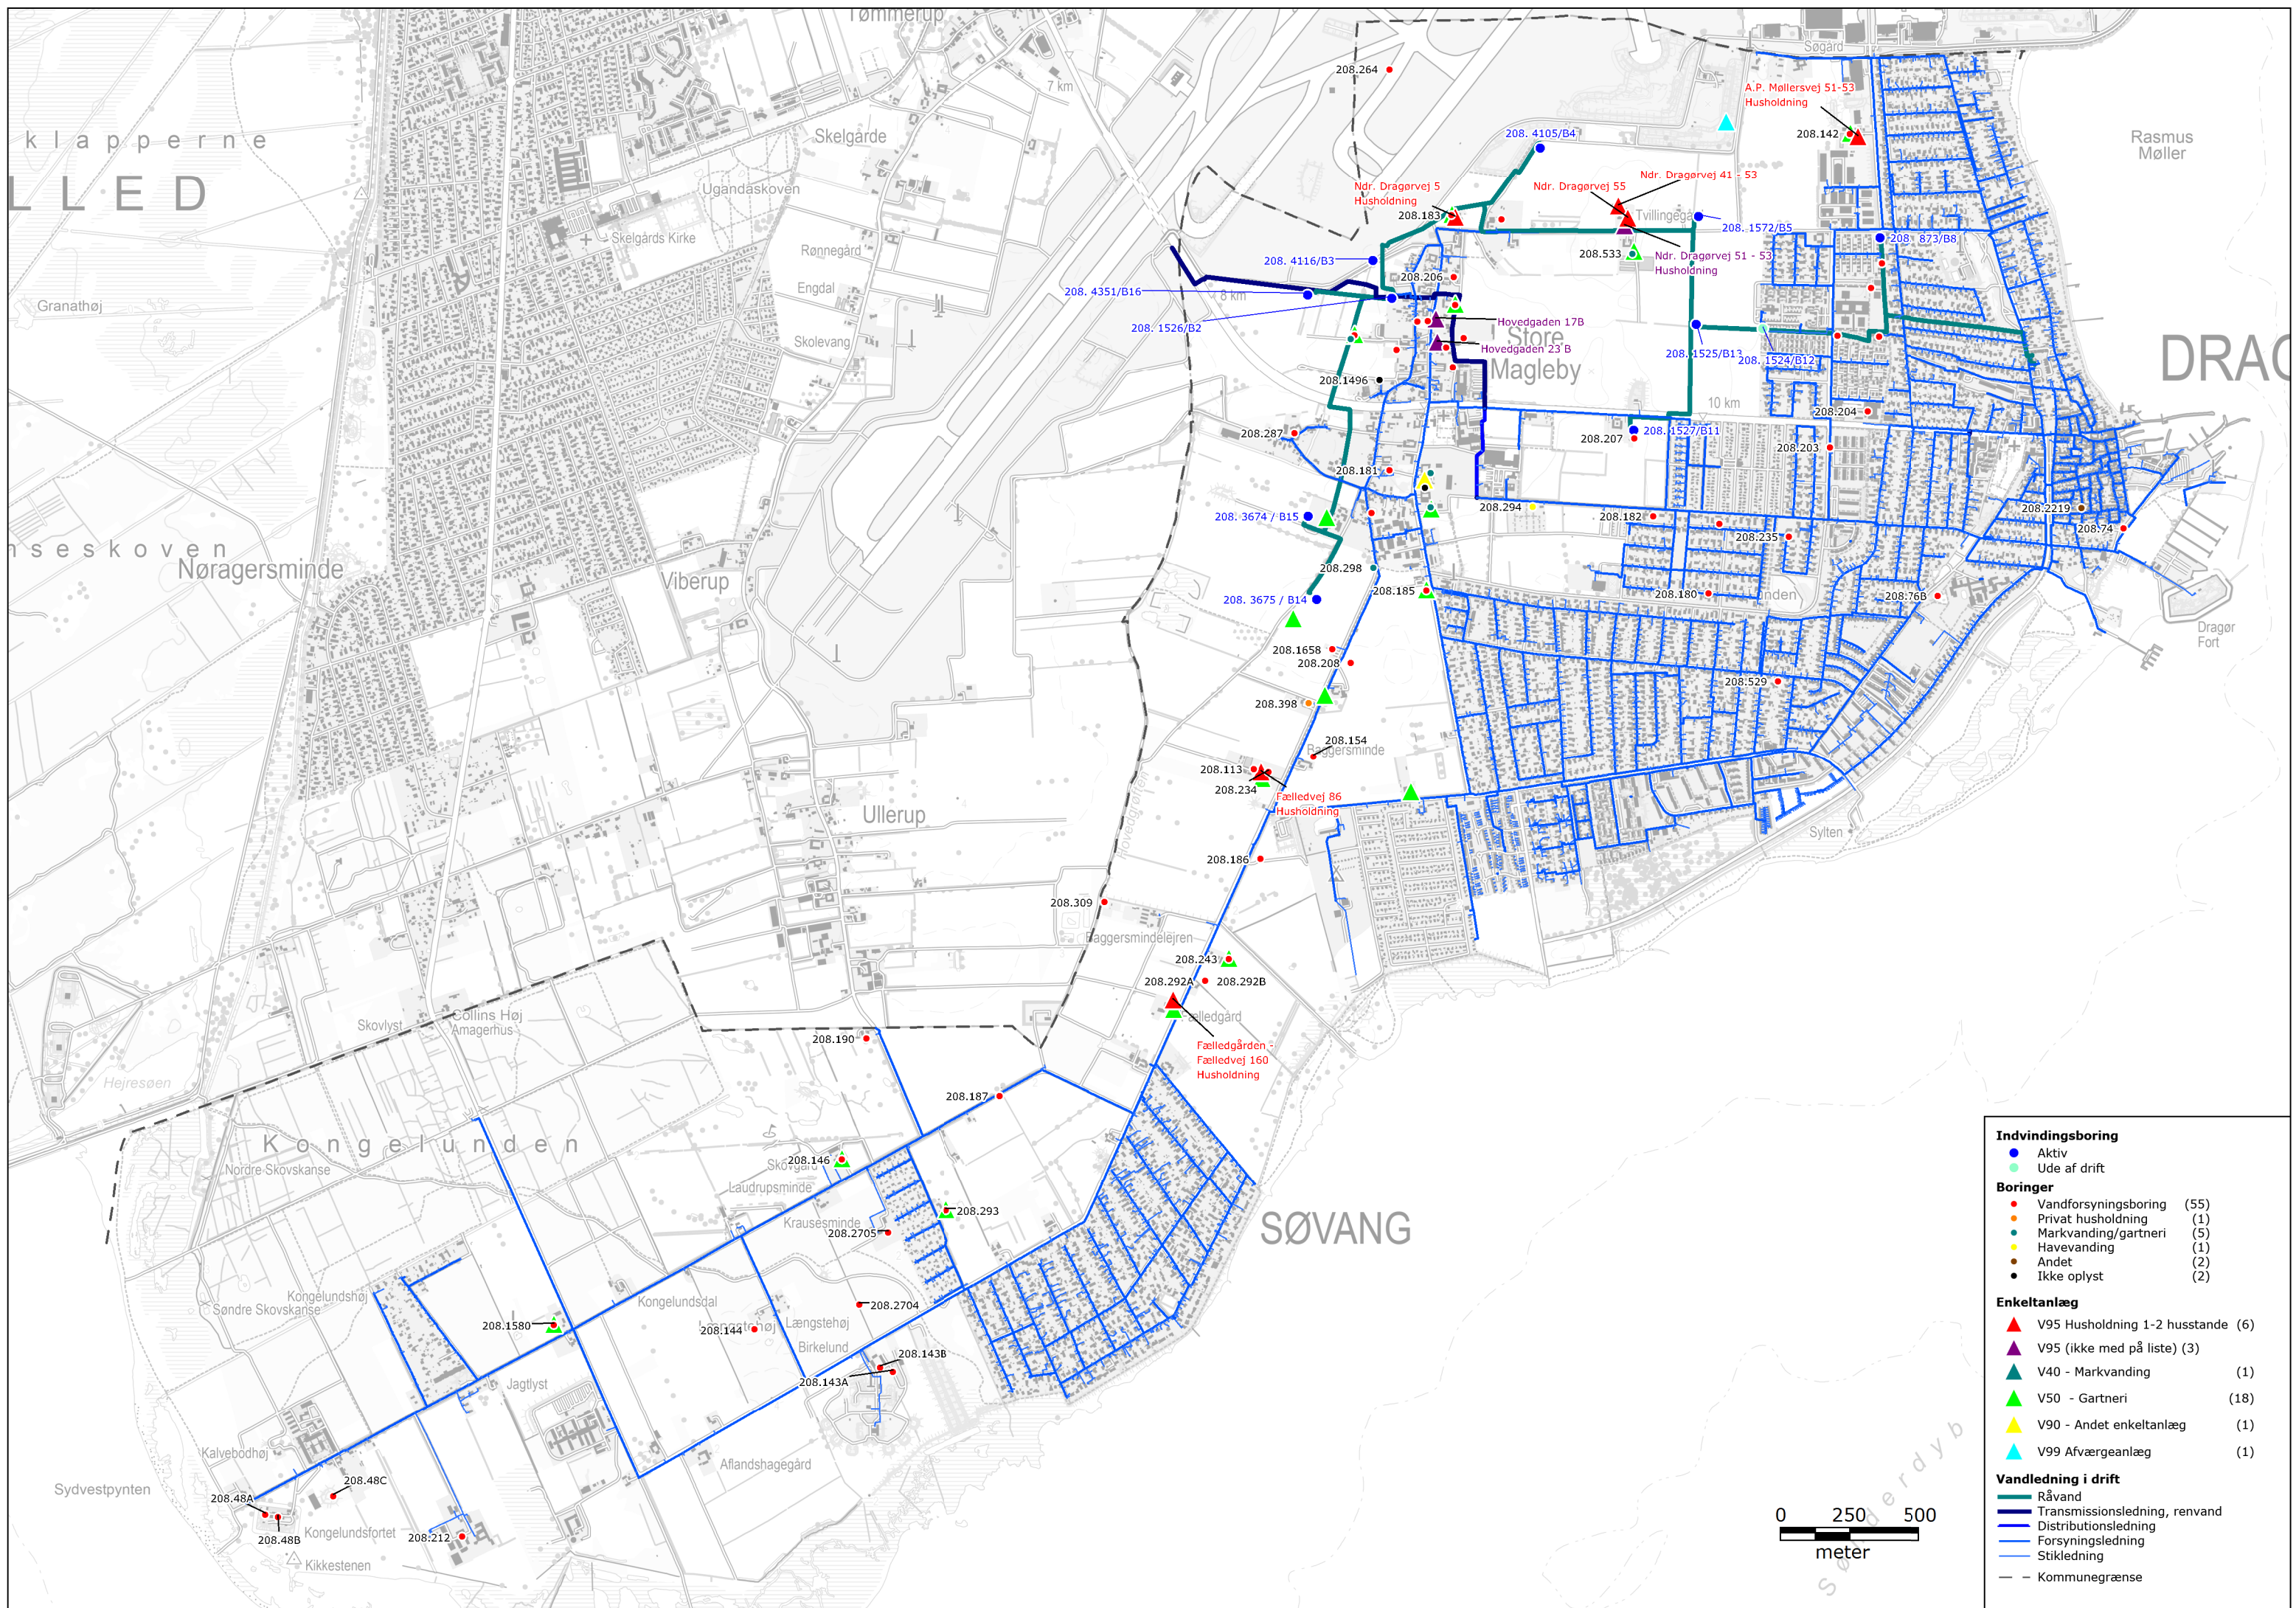 Tømmerup
Søgård
208.264
7 km
A.P. Møllersvej 51-53
Husholdning
klapperne
Skelgårde
208. 4105/B4
208.142
Rasmus
Møller
LLED
Ugandaskoven
Ndr. Dragørvej 5
Husholdning
Ndr. Dragørvej 55
Ndr. Dragørvej 41 - 53
208.183
Tvillingegå
208. 1572/B5
Skelgårds Kirke
208. 873/B8
Rønnegård
208. 4116/B3
208.533
Ndr. Dragørvej 51 - 53
Husholdning
208.206
Engdal
208. 4351/B16
8 km
Granathøj
208. 1526/B2
Hovedgaden 17B
Skolevang
Store
Magleby
Hovedgaden 23 B
208. 1525/B13
208. 1524/B12
DRAG
208.1496
10 km
208.204
208.287
208.207
208. 1527/B11
208.203
208.181
208. 3674 / B15
208.294
208.182
208.2219
208.74
208.235
nseskoven
Nøragersminde
Viberup
208.298
208.185
208.180
unden
208.76B
208. 3675 / B14
Dragør
Fort
208.1658
208.208
208.529
208.398
208.154
Baggersminde
208.113
208.234
Fælledvej 86
Husholdning
Ullerup
Hovedgrøften
Sylten
208.186
208.309
Baggersmindelejren
208.243
208.292A
208.292B
Fælledgård
Collins Høj
Amagerhus
Skovlyst
208.190
Fælledgården -
Fælledvej 160
Husholdning
Hejresøen
208.187
Kongelunden
Nordre Skovskanse
208.146
Skovgård
Laudrupsminde
Krausesminde
208.293
208.2705
SØVANG
Kongelundshøj
Søndre Skovskanse
Kongelundsdal
208.2704
208.1580
208.144
Længstehøj
Længstehøj
Birkelund
208.143B
208.143A
Jagtlyst
Kalvebodhøj
Aflandshagegård
Sydvestpynten
208.48A
208.48C
208.48B
Kongelundsfortet
208.212
Kikkestenen
Sønderdyb
0 250 500
meter
Indvindingsboring
Aktiv
Ude af drift
Boringer
Vandforsyningsboring (55)
Privat husholdning (1)
Markvanding/gartneri (5)
Havevanding (1)
Andet (2)
Ikke oplyst (2)
Enkeltanlæg
V95 Husholdning 1-2 husstande (6)
V95 (ikke med på liste) (3)
V40 - Markvanding (1)
V50 - Gartneri (18)
V90 - Andet enkeltanlæg (1)
V99 Afværgeanlæg (1)
Vandledning i drift
Råvand
Transmissionsledning, renvand
Distributionsledning
Forsyningsledning
Stikledning
Kommunegrænse